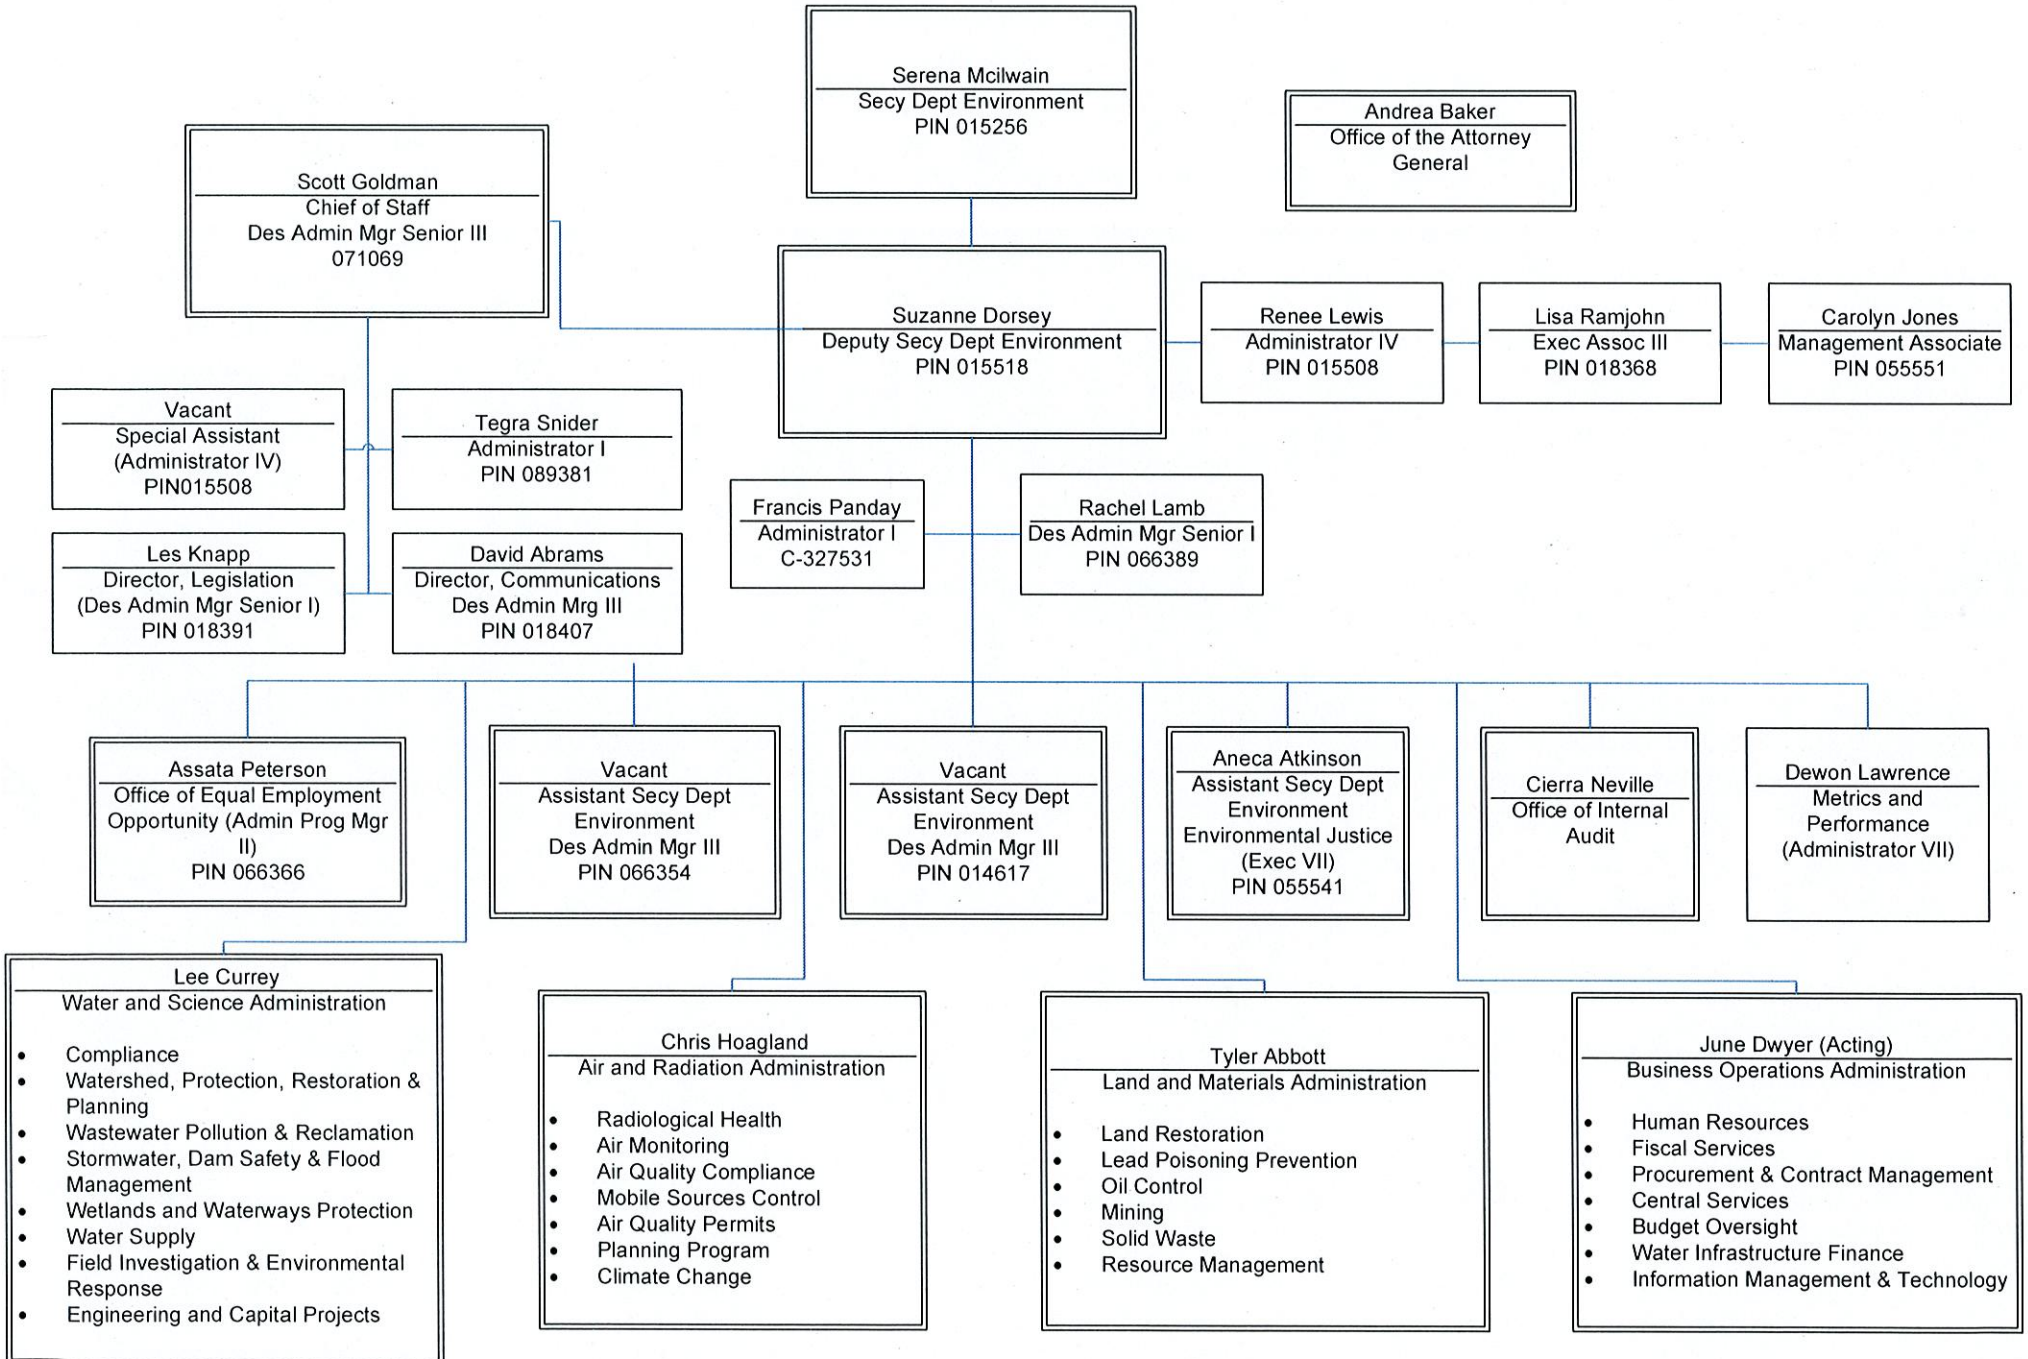 Serena Mcilwain
Secy Dept Environment
PIN 015256
Andrea Baker
Office of the Attorney
General
Scott Goldman
Chief of Staff
Des Admin Mgr Senior III
071069
Suzanne Dorsey
Deputy Secy Dept Environment
PIN 015518
Renee Lewis
Administrator IV
PIN 015508
Lisa Ramjohn
Exec Assoc III
PIN 018368
Carolyn Jones
Management Associate
PIN 055551
Vacant
Special Assistant
(Administrator IV)
PIN015508
Tegra Snider
Administrator I
PIN 089381
Francis Panday
Administrator I
C-327531
Rachel Lamb
Des Admin Mgr Senior I
PIN 066389
Les Knapp
Director, Legislation
(Des Admin Mgr Senior I)
PIN 018391
David Abrams
Director, Communications
Des Admin Mrg III
PIN 018407
Assata Peterson
Office of Equal Employment
Opportunity (Admin Prog Mgr
II)
PIN 066366
Vacant
Assistant Secy Dept
Environment
Des Admin Mgr III
PIN 066354
Vacant
Assistant Secy Dept
Environment
Des Admin Mgr III
PIN 014617
Aneca Atkinson
Assistant Secy Dept
Environment
Environmental Justice
(Exec VII)
PIN 055541
Cierra Neville
Office of Internal
Audit
Dewon Lawrence
Metrics and
Performance
(Administrator VII)
Lee Currey
Water and Science Administration
• Compliance
• Watershed, Protection, Restoration &
Planning
• Wastewater Pollution & Reclamation
• Stormwater, Dam Safety & Flood
Management
• Wetlands and Waterways Protection
• Water Supply
• Field Investigation & Environmental
Response
• Engineering and Capital Projects
Chris Hoagland
Air and Radiation Administration
• Radiological Health
• Air Monitoring
• Air Quality Compliance
• Mobile Sources Control
• Air Quality Permits
• Planning Program
• Climate Change
Tyler Abbott
Land and Materials Administration
• Land Restoration
• Lead Poisoning Prevention
• Oil Control
• Mining
• Solid Waste
• Resource Management
June Dwyer (Acting)
Business Operations Administration
• Human Resources
• Fiscal Services
• Procurement & Contract Management
• Central Services
• Budget Oversight
• Water Infrastructure Finance
• Information Management & Technology